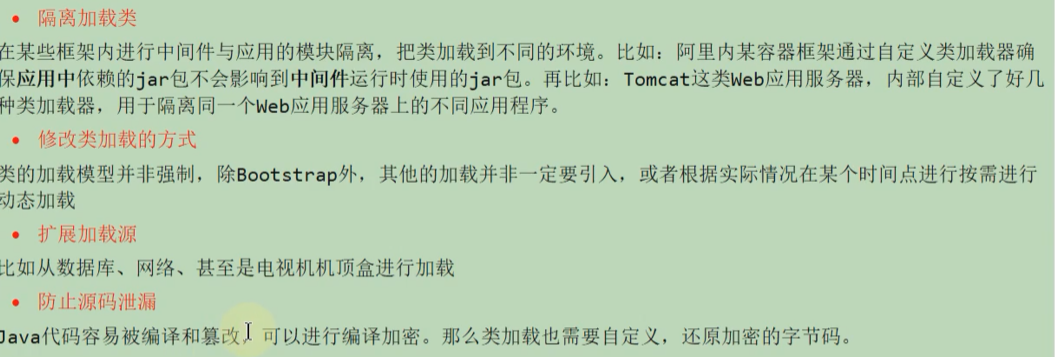 • 隔离加载类
在某些框架内进行中间件与应用的模块隔离，把类加载到不同的环境。比如：阿里内某容器框架通过自定义类加载器确
保应用中依赖的jar包不会影响到中间件运行时使用的jar包。再比如：Tomcat这类Web应用服务器，内部自定义了好几
种类加载器，用于隔离同一个Web应用服务器上的不同应用程序。
• 修改类加载的方式
类的加载模型并非强制，除Bootstrap外，其他的加载并非一定要引入，或者根据实际情况在某个时间点进行按需进行
动态加载
• 扩展加载源
比如从数据库、网络、甚至是电视机机顶盒进行加载
• 防止源码泄漏
Java代码容易被编译和篡改，可以进行编译加密。那么类加载也需要自定义，还原加密的字节码。